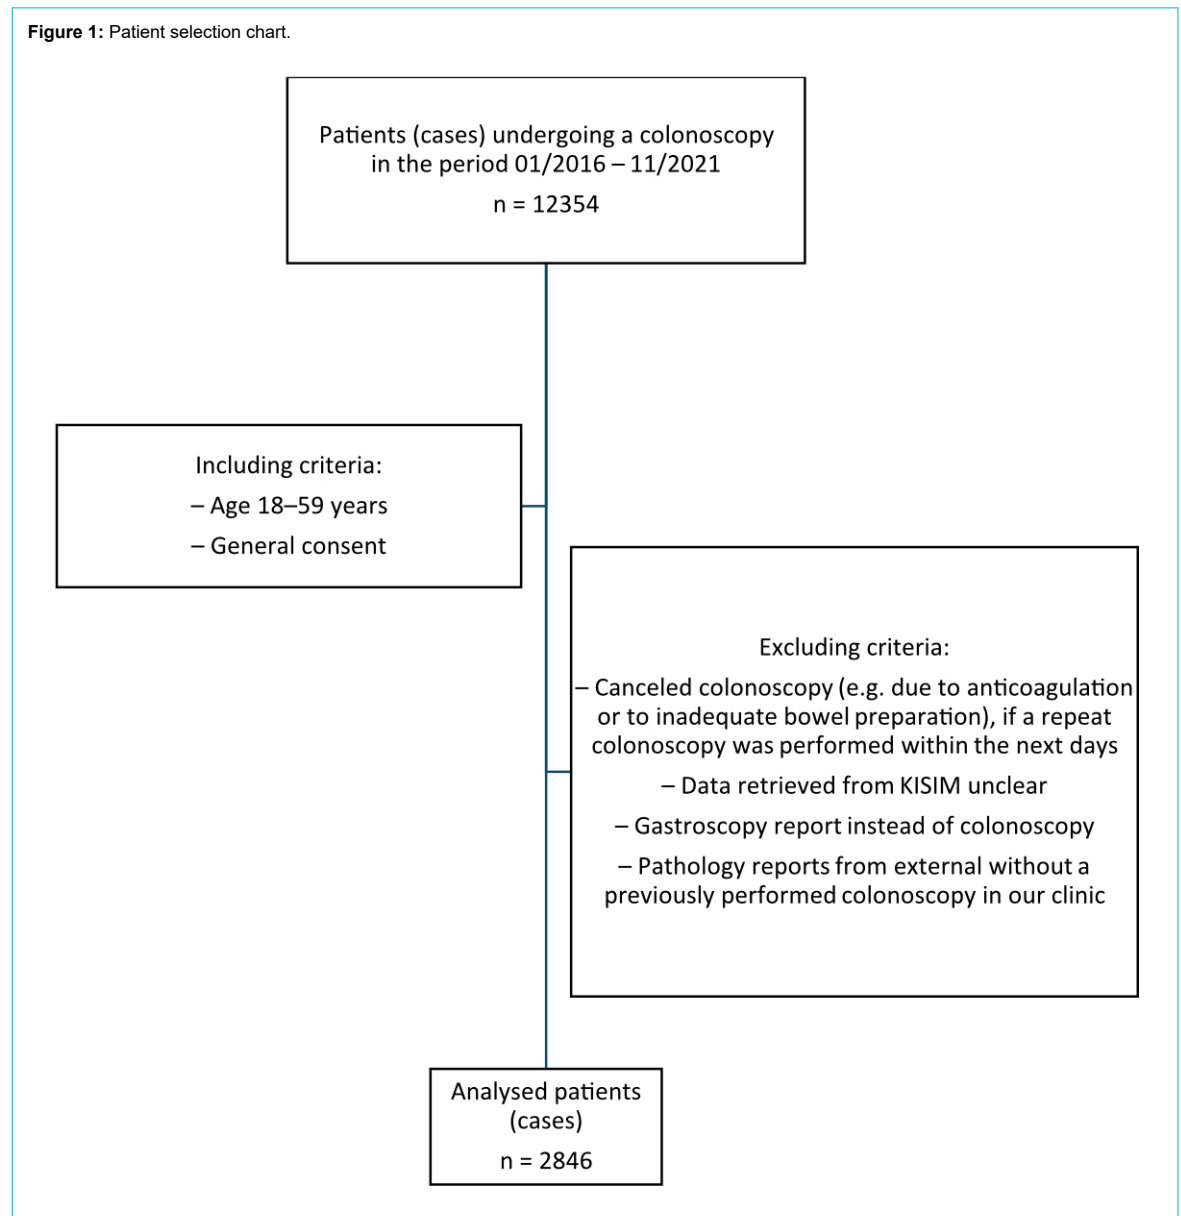 Figure 1: Patient selection chart.
Patients (cases) undergoing a colonoscopy
in the period 01/2016 – 11/2021
n = 12354
Including criteria:
– Age 18–59 years
– General consent
Excluding criteria:
– Canceled colonoscopy (e.g. due to anticoagulation
or to inadequate bowel preparation), if a repeat
colonoscopy was performed within the next days
– Data retrieved from KISIM unclear
– Gastroscopy report instead of colonoscopy
– Pathology reports from external without a
previously performed colonoscopy in our clinic
Analysed patients
(cases)
n = 2846